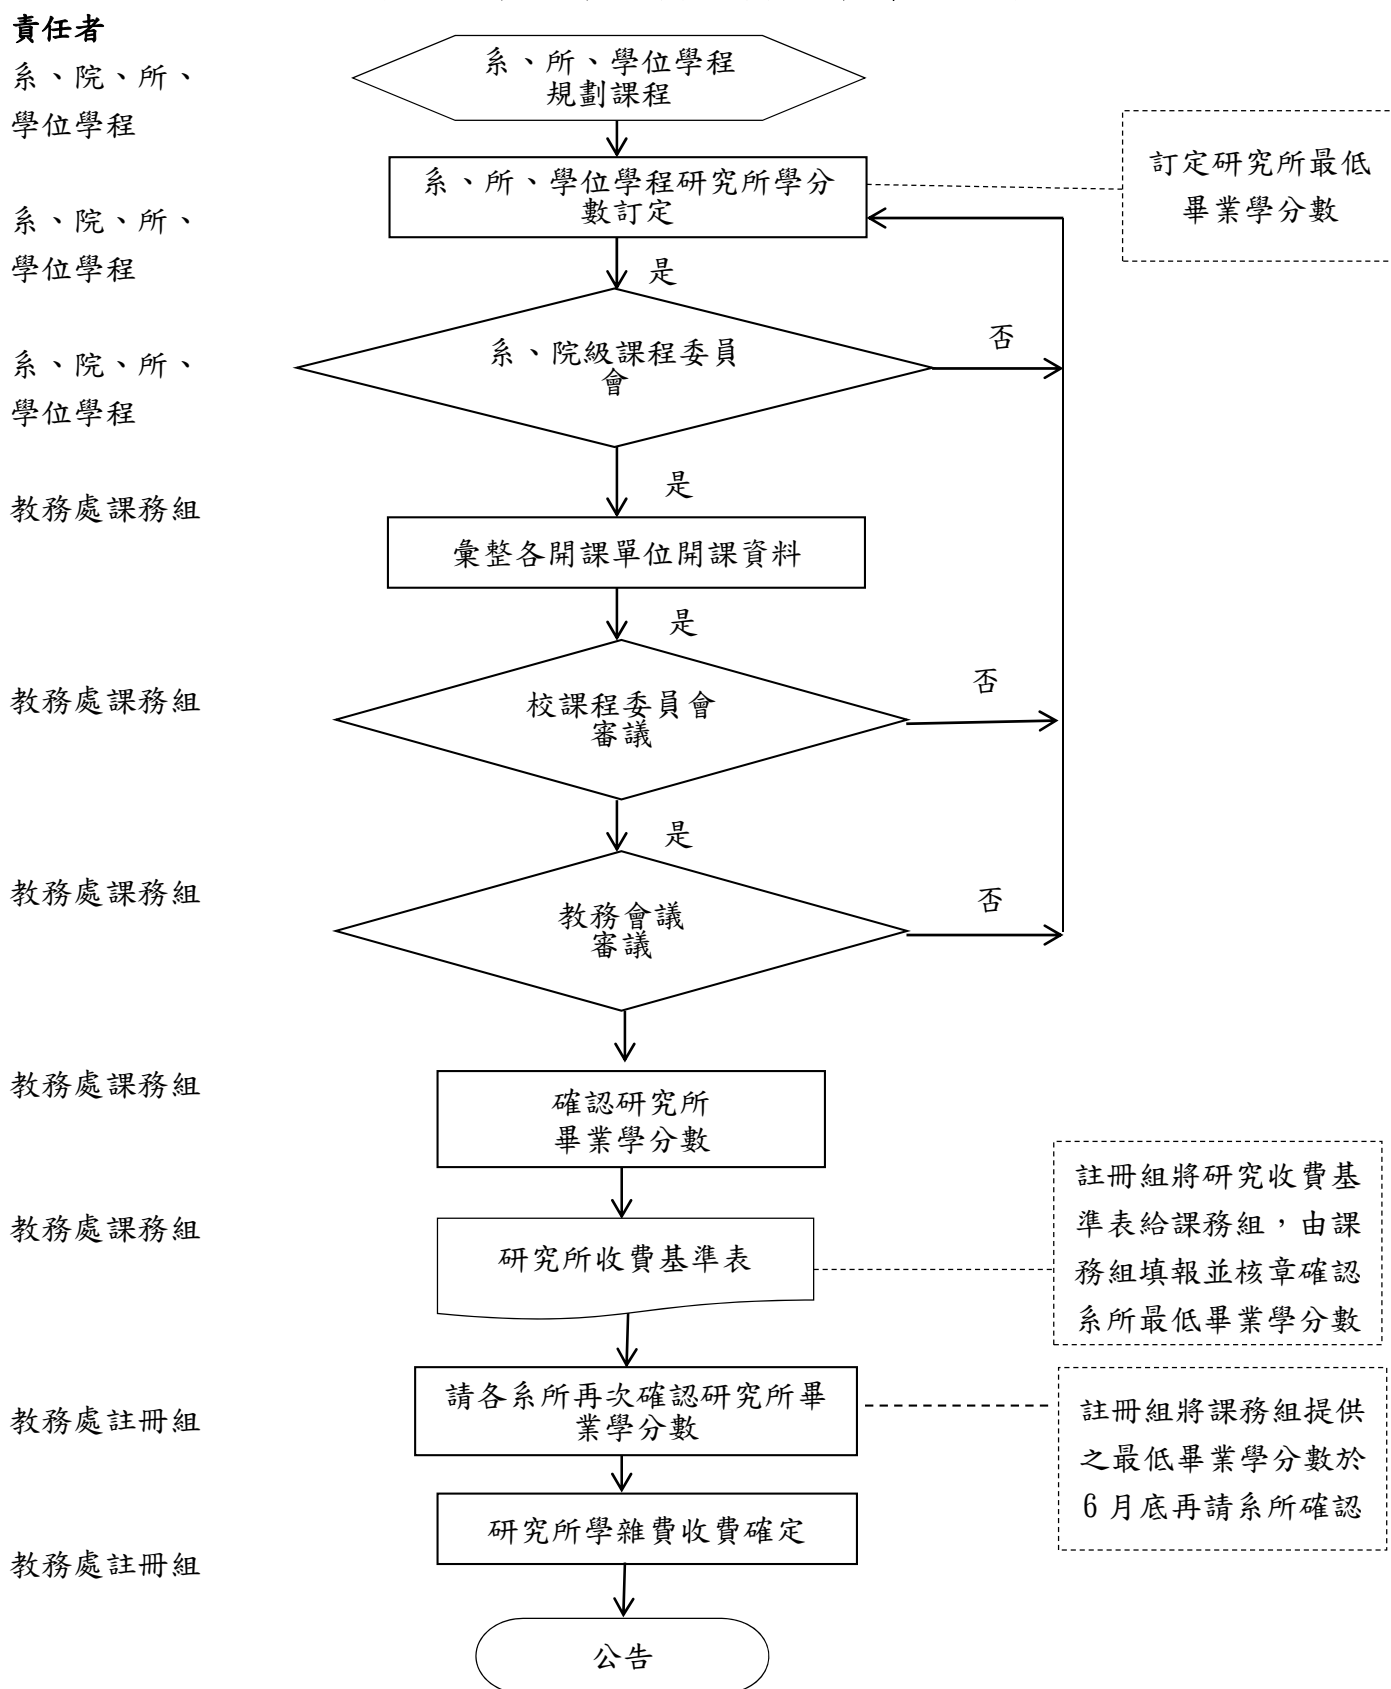 責任者
系、院、所、
學位學程
系、所、學位學程
規劃課程
系、院、所、
學位學程
系、所、學位學程研究所學分
數訂定
訂定研究所最低
畢業學分數
是
系、院、所、
學位學程
系、院級課程委員
會
否
是
教務處課務組
彙整各開課單位開課資料
是
教務處課務組
校課程委員會
審議
否
是
教務處課務組
教務會議
審議
否
教務處課務組
確認研究所
畢業學分數
教務處課務組
研究所收費基準表
註冊組將研究收費基
準表給課務組，由課
務組填報並核章確認
系所最低畢業學分數
教務處註冊組
請各系所再次確認研究所畢
業學分數
註冊組將課務組提供
之最低畢業學分數於
6 月底再請系所確認
教務處註冊組
研究所學雜費收費確定
公告